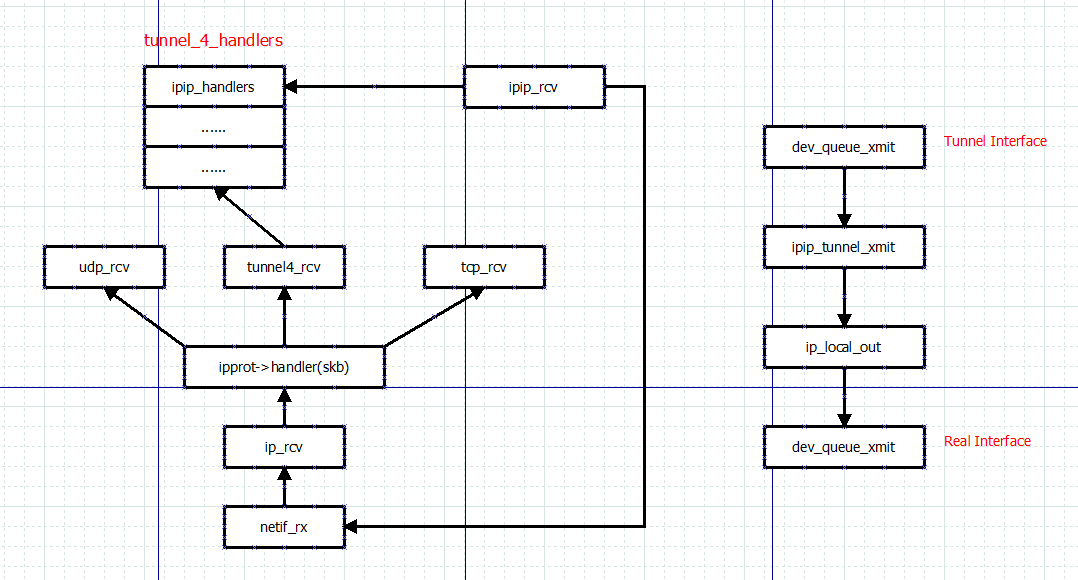 tunnel_4_handlers
ipip_handlers
ipip_rcv
......
......
udp_rcv
tunnel4_rcv
tcp_rcv
ipprot->handler(skb)
ip_rcv
netif_rx
dev_queue_xmit
Tunnel Interface
ipip_tunnel_xmit
ip_local_out
dev_queue_xmit
Real Interface